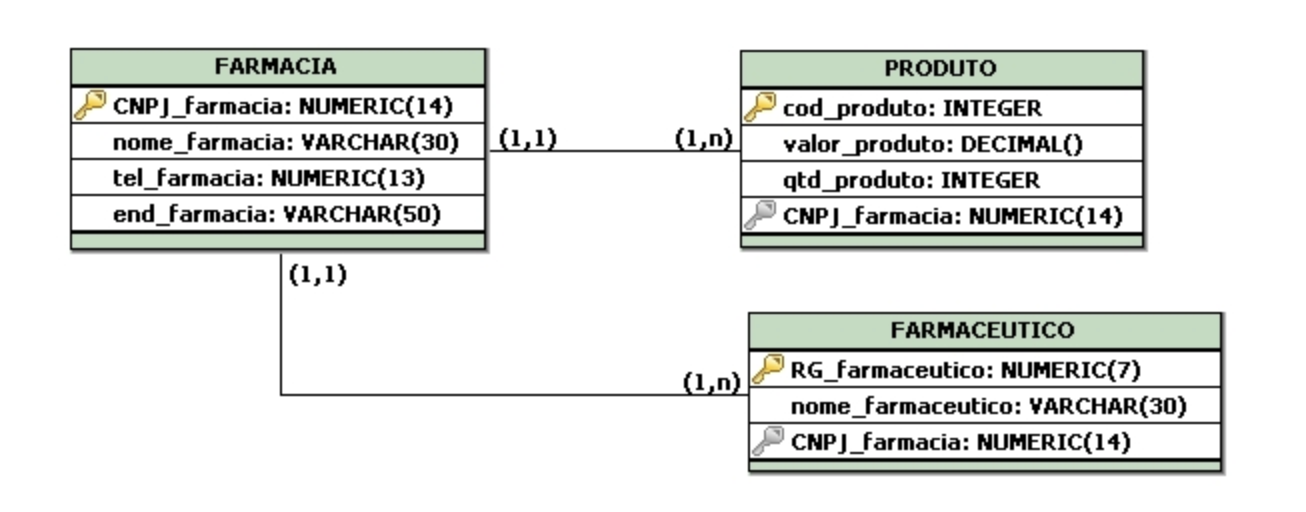 FARMACIA
CNPJ_farmacia: NUMERIC(14)
nome_farmacia: VARCHAR(30)
tel_farmacia: NUMERIC(13)
end_farmacia: VARCHAR(50)
(1,1)
(1,n)
PRODUTO
cod_produto: INTEGER
valor_produto: DECIMAL()
qtd_produto: INTEGER
CNPJ_farmacia: NUMERIC(14)
(1,1)
(1,n)
FARMACEUTICO
RG_farmaceutico: NUMERIC(7)
nome_farmaceutico: VARCHAR(30)
CNPJ_farmacia: NUMERIC(14)